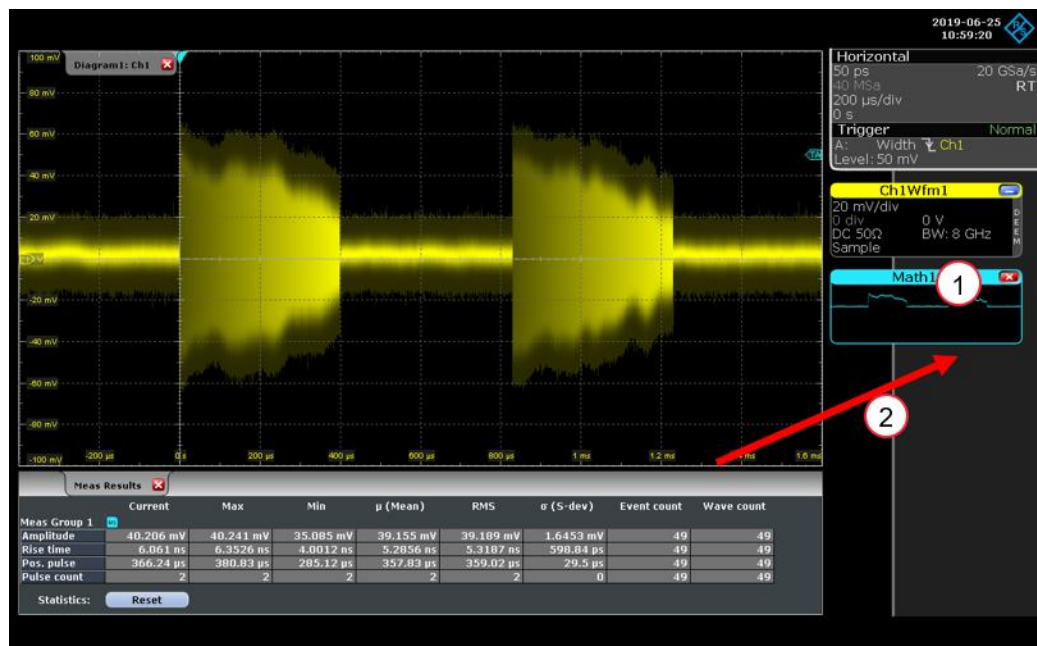 2019-06-25
10:59:20
Diagram1: Ch1
100 mV
80 mV
60 mV
40 mV
20 mV
-20 mV
-40 mV
-60 mV
-80 mV
-100 mV
-200 µs
0 s
200 µs
400 µs
600 µs
800 µs
1 ms
1.2 ms
ms
1.6 ms
TA
Horizontal
50 ps 20 GSa/s
40 MSa RT
200 µs/div
0 s
Trigger Normal
A: Width Ch1
Level: 50 mV
Ch1Wfm1
20 mV/div
0 div 0 V
DC 50Ω BW: 8 GHz
Sample
Math1
1
2
Meas Results
Current Max Min µ (Mean) RMS σ (S-dev) Event count Wave count
Meas Group 1
Amplitude 40.206 mV 40.241 mV 35.085 mV 39.155 mV 39.189 mV 1.6453 mV 49 49
Rise time 6.061 ns 6.3526 ns 4.0012 ns 5.2856 ns 5.3187 ns 598.84 ps 49 49
Pos. pulse 366.24 µs 380.83 µs 285.12 µs 357.83 µs 359.02 µs 29.5 µs 49 49
Pulse count 2 2 2 2 2 0 49 49
Statistics: Reset